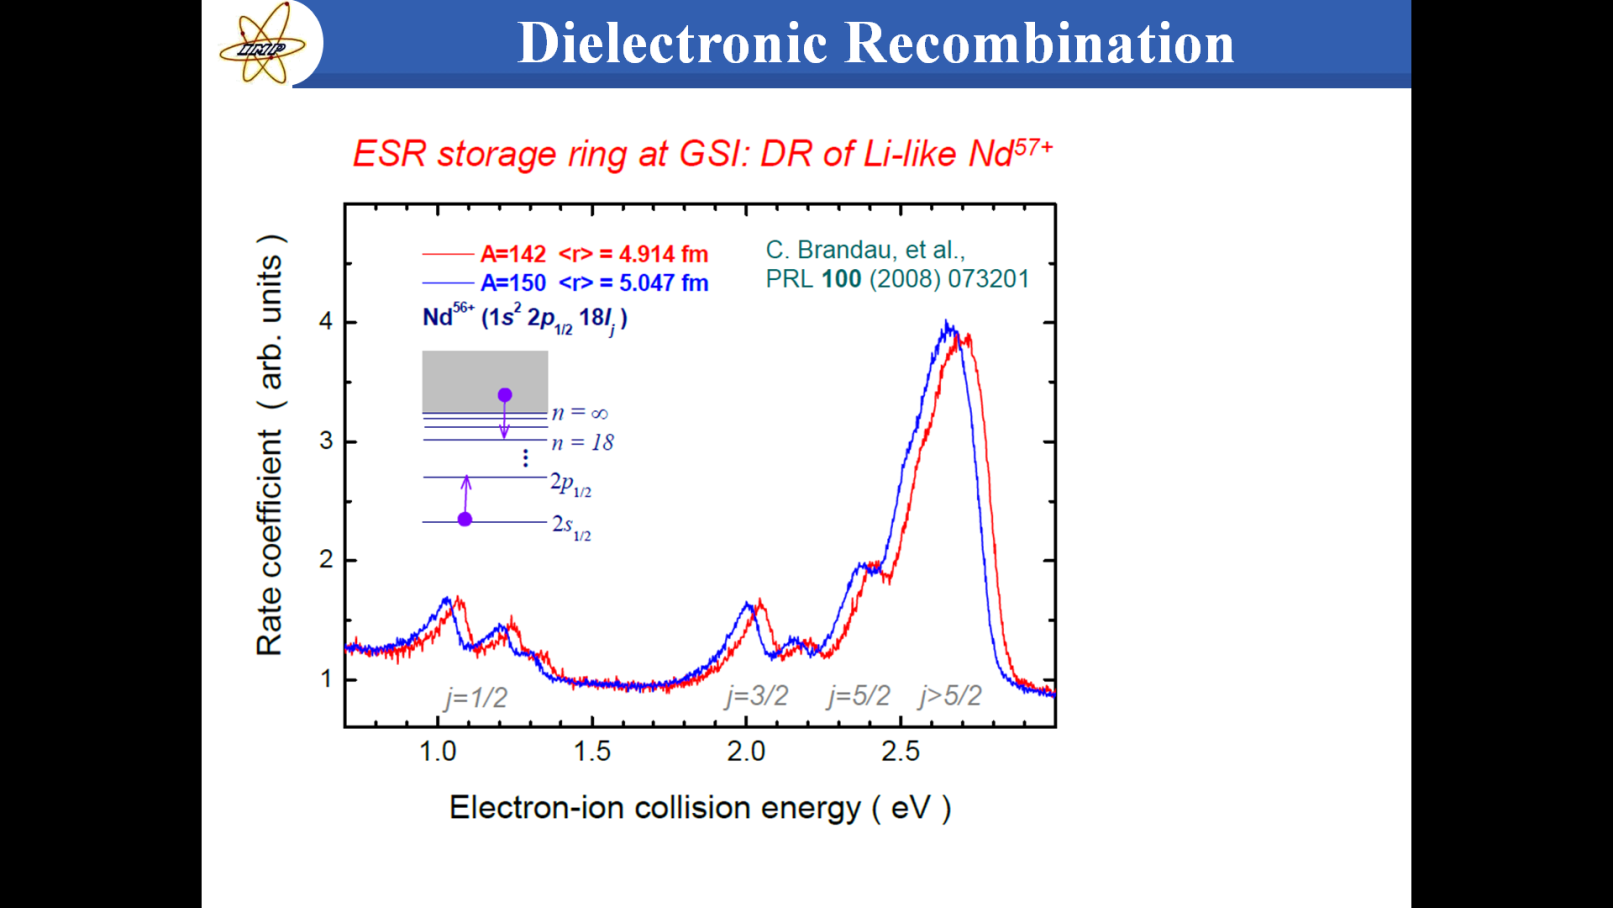 IMP
Dielectronic Recombination
ESR storage ring at GSI: DR of Li-like Nd⁵⁷⁺
A=142 <r> = 4.914 fm
A=150 <r> = 5.047 fm
Nd⁵⁶⁺ (1s² 2p₁/₂ 18lⱼ)
C. Brandau, et al.,
PRL 100 (2008) 073201
n = ∞
n = 18
⋮
2p₁/₂
2s₁/₂
Rate coefficient ( arb. units )
4
3
2
1
j=1/2
j=3/2
j=5/2
j>5/2
1.0
1.5
2.0
2.5
Electron-ion collision energy ( eV )